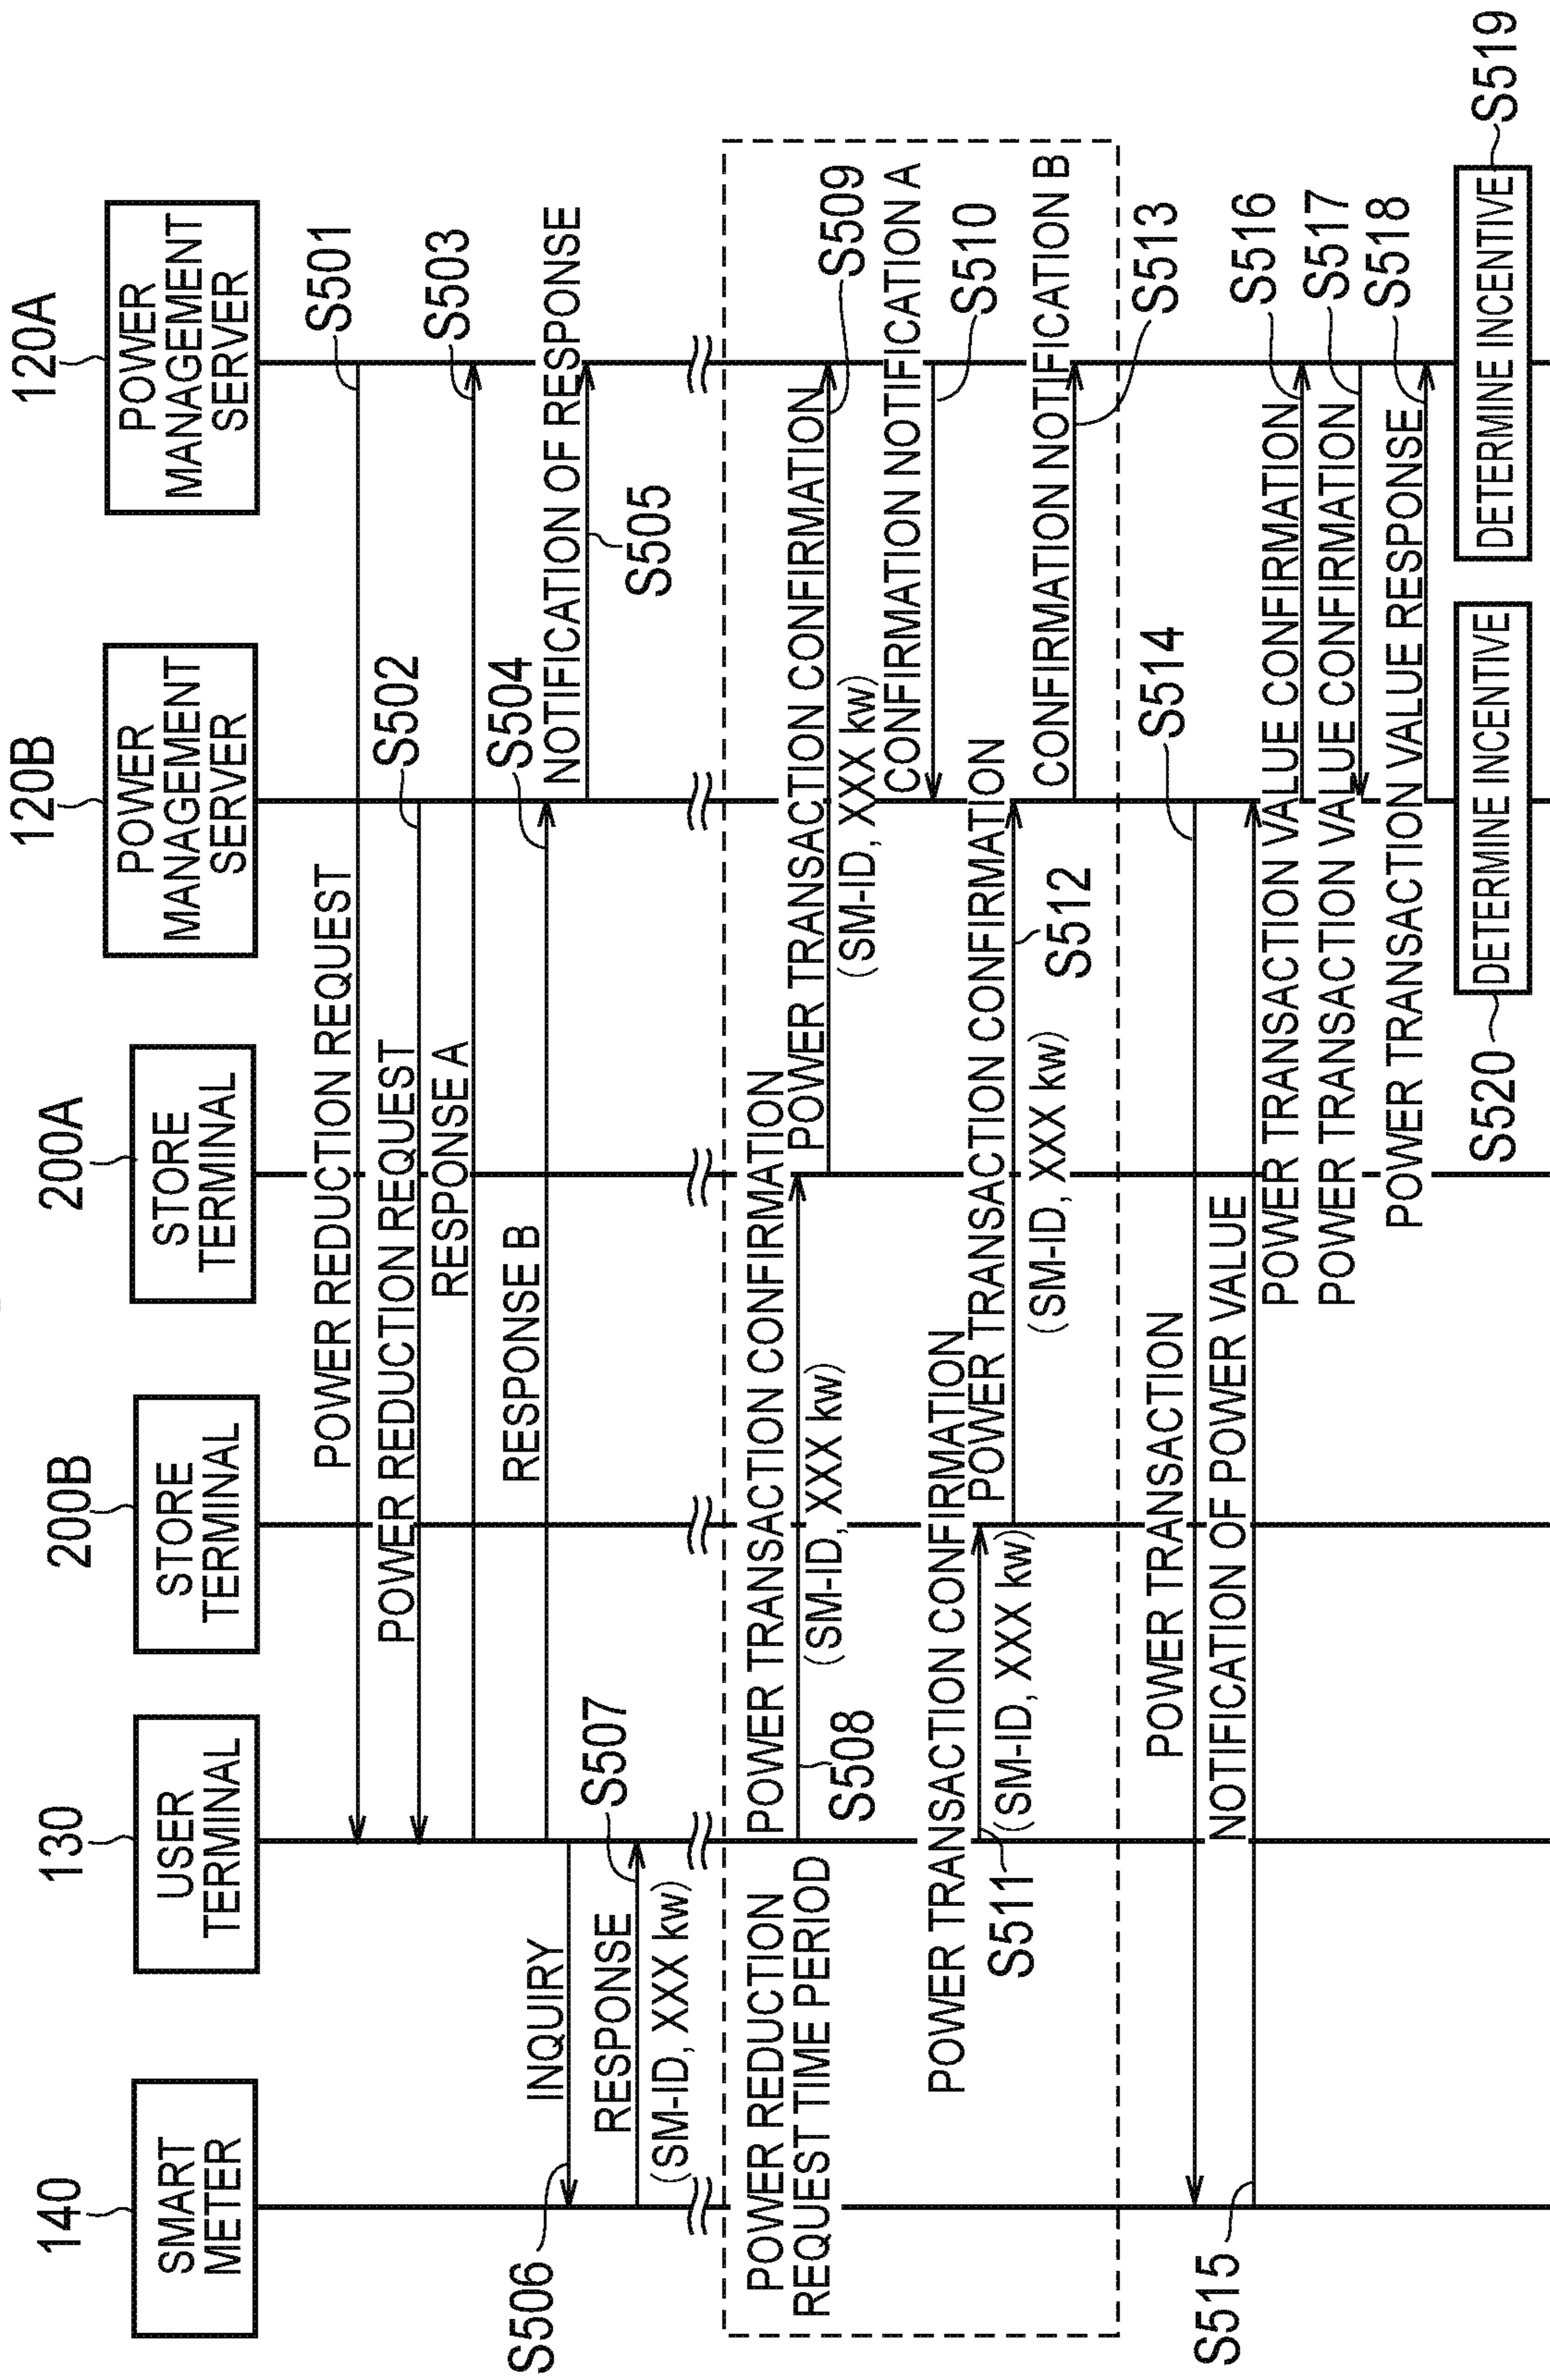 140
SMART
METER
130
USER
TERMINAL
200B
STORE
TERMINAL
200A
STORE
TERMINAL
120B
POWER
MANAGEMENT
SERVER
120A
POWER
MANAGEMENT
SERVER
POWER REDUCTION REQUEST
S501
POWER REDUCTION REQUEST
S502
RESPONSE A
S503
RESPONSE B
S504
NOTIFICATION OF RESPONSE
S505
INQUIRY
S506
RESPONSE
S507
(SM-ID, XXX kw)
POWER REDUCTION
REQUEST TIME PERIOD
POWER TRANSACTION CONFIRMATION
(SM-ID, XXX kw)
S508
POWER TRANSACTION CONFIRMATION
(SM-ID, XXX kw)
S509
CONFIRMATION NOTIFICATION A
S510
POWER TRANSACTION CONFIRMATION
(SM-ID, XXX kw)
S511
POWER TRANSACTION CONFIRMATION
(SM-ID, XXX kw)
S512
CONFIRMATION NOTIFICATION B
S513
POWER TRANSACTION
S514
NOTIFICATION OF POWER VALUE
S515
POWER TRANSACTION VALUE CONFIRMATION
S516
POWER TRANSACTION VALUE CONFIRMATION
S517
POWER TRANSACTION VALUE RESPONSE
S518
DETERMINE INCENTIVE
S520
DETERMINE INCENTIVE
S519